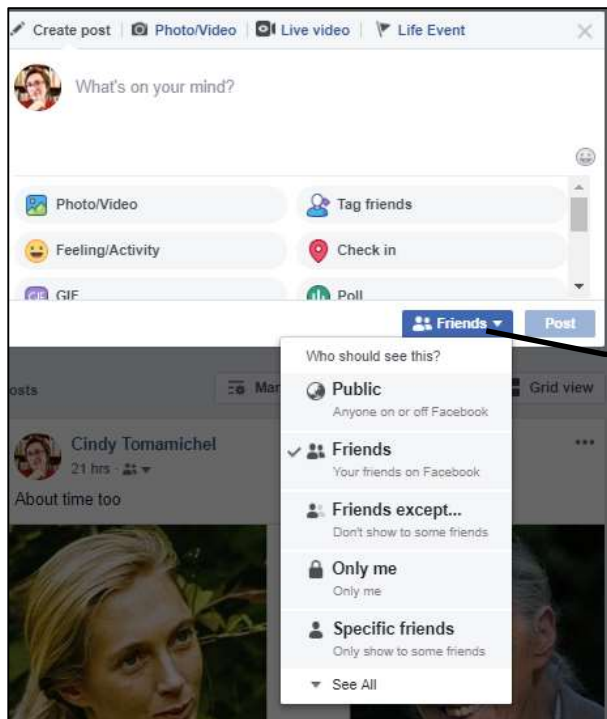 Create post Photo/Video Live video Life Event
What's on your mind?
Photo/Video Tag friends
Feeling/Activity Check in
GIF Poll
Friends Post
Who should see this?
Public
Anyone on or off Facebook
Friends
Your friends on Facebook
Friends except...
Don't show to some friends
Only me
Only me
Specific friends
Only show to some friends
See All
Grid view
Cindy Tomamichel
21 hrs
About time too